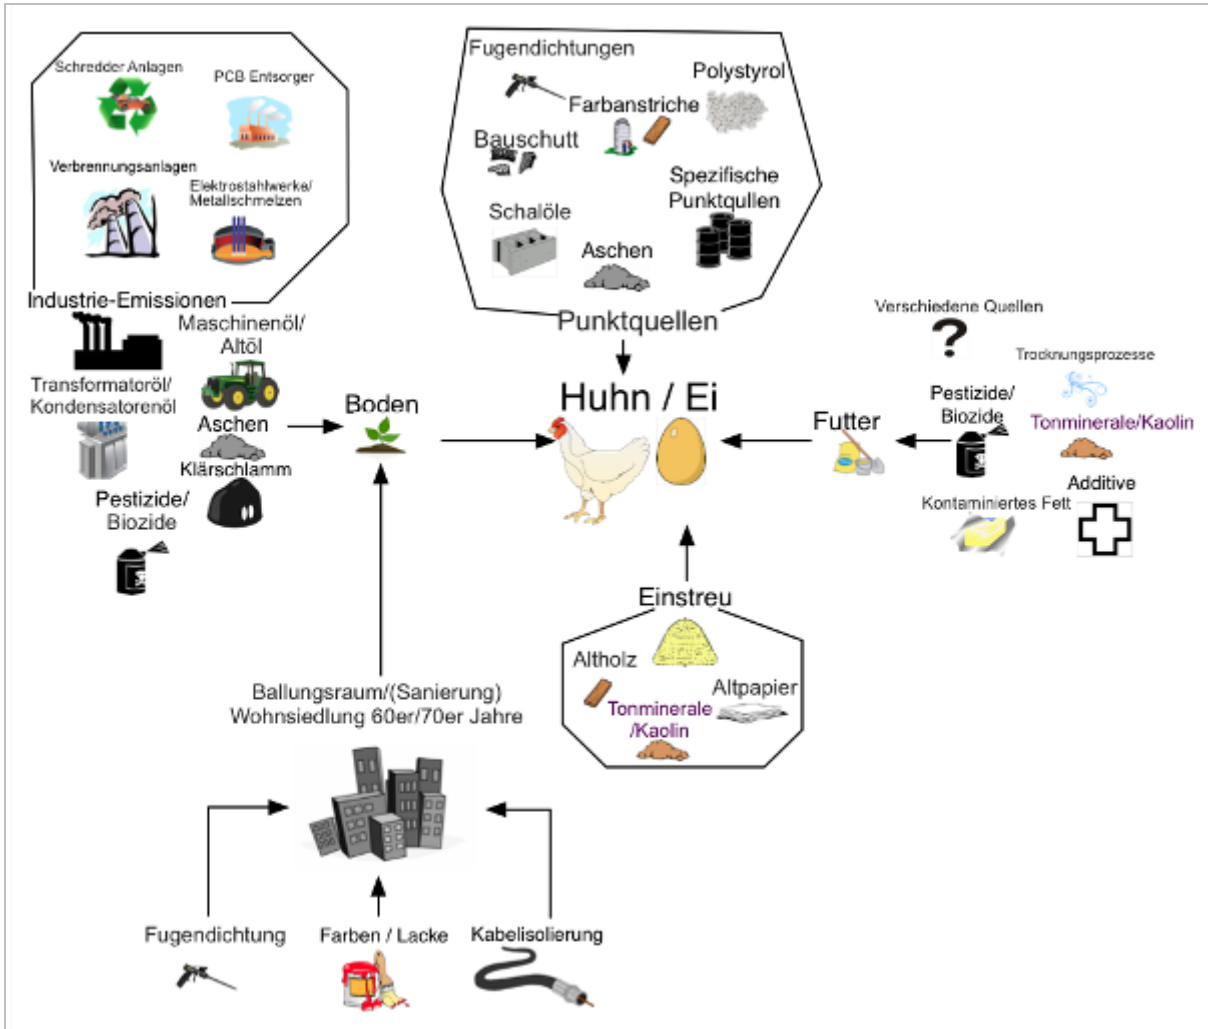 Schredder Anlagen
PCB Entsorger
Verbrennungsanlagen
Elektrostahlwerke/
Metallschmelzen
Industrie-Emissionen
Fugendichtungen
Polystyrol
Farbanstriche
Bauschutt
Spezifische
Punktqullen
Schalöle
Aschen
Punktquellen
Maschinenöl/
Altöl
Transformatoröl/
Kondensatorenöl
Aschen
Klärschlamm
Pestizide/
Biozide
Boden
Huhn / Ei
Futter
Verschiedene Quellen
?
Trocknungsprozesse
Pestizide/
Biozide
Tonminerale/Kaolin
Kontaminiertes Fett
Additive
Einstreu
Altholz
Altpapier
Tonminerale
/Kaolin
Ballungsraum/(Sanierung)
Wohnsiedlung 60er/70er Jahre
Fugendichtung
Farben / Lacke
Kabelisolierung